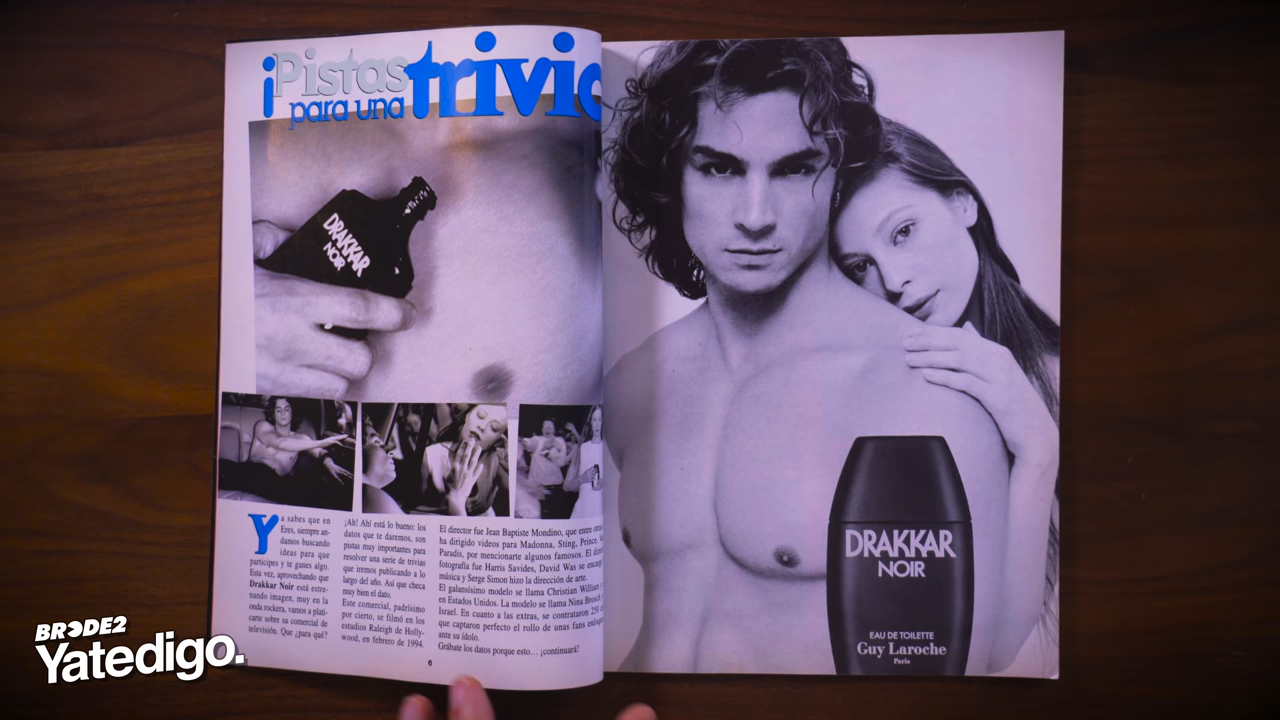 ¡Pistas
para una
trivia
DRAKKAR
NOIR
Ya sabes que en
Eres, siempre an-
damos buscando
ideas para que
participes y te ganes algo.
Esta vez, aprovechando que
Drakkar Noir está estre-
nando imagen, muy en la
onda rockera, vamos a plati-
carte sobre su comercial de
televisión. Que ¿para qué?
¡Ah! Ahí está lo bueno: los
datos que te daremos, son
pistas muy importantes para
resolver una serie de trivias
que iremos publicando a lo
largo del año. Así que checa
muy bien el dato.
Este comercial, padrísimo
por cierto, se filmó en los
estudios Raleigh de Holly-
wood, en febrero de 1994.
El director fue Jean Baptiste Mondino, que entre
ha dirigido videos para Madonna, Sting, Prince,
Paradis, por mencionarte algunos famosos. El
fotografía fue Harris Savides, David Was se
música y Serge Simon hizo la dirección de arte.
El galansísimo modelo se llama Christian William
en Estados Unidos. La modelo se llama Nina
Israel. En cuanto a las extras, se contrataron
que captaron perfecto el rollo de unas fans
ante su ídolo.
Grábate los datos porque esto... ¡continuará!
6
DRAKKAR
NOIR
EAU DE TOILETTE
Guy Laroche
Paris
BRODE2
Yatedigo.